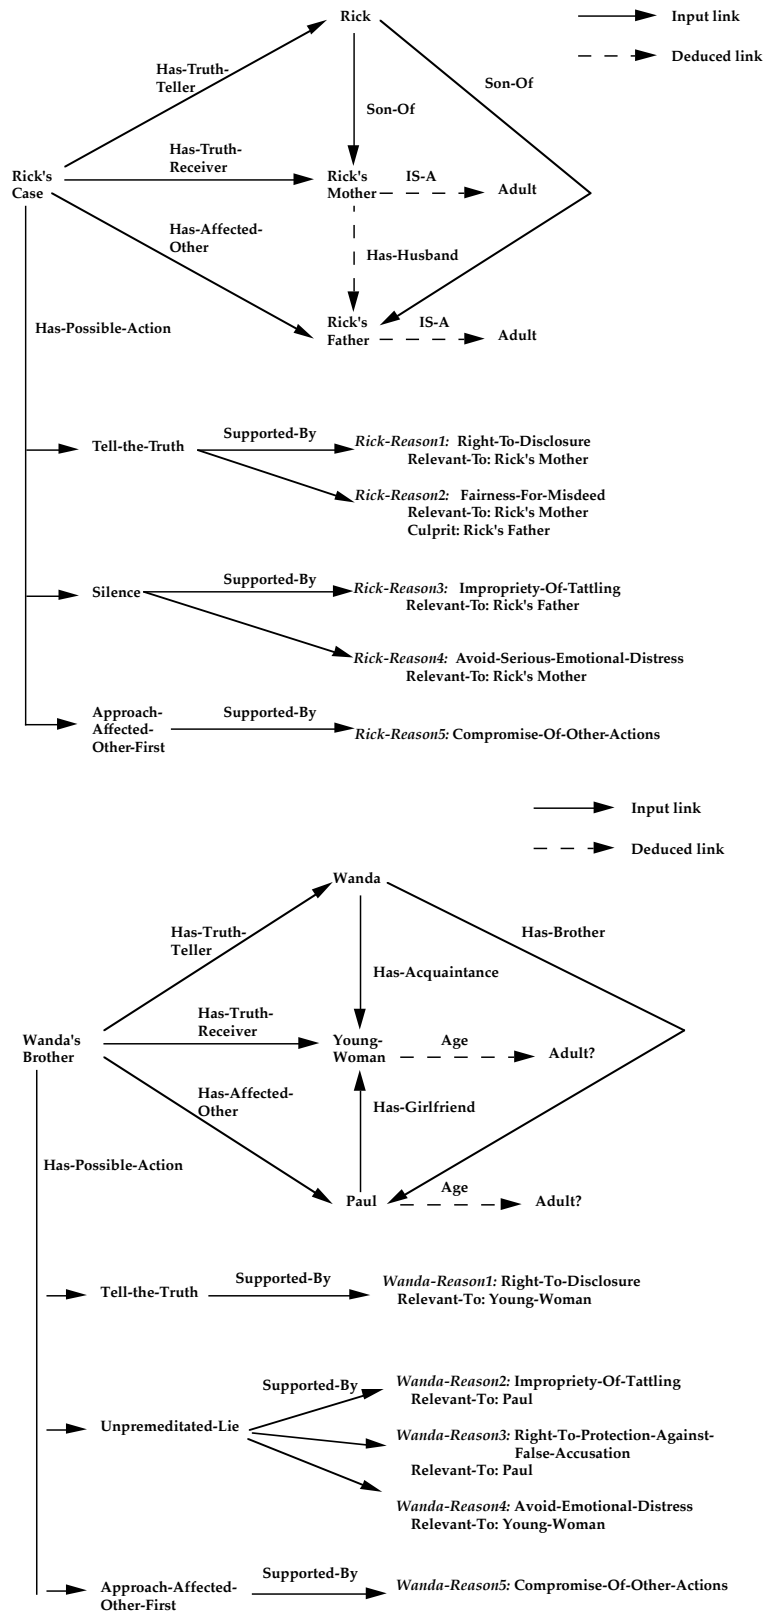 Rick
Input link
Deduced link
Has-Truth-
Teller
Son-Of
Son-Of
Has-Truth-
Receiver
Rick's
Case
Rick's
Mother
IS-A
Adult
Has-Affected-
Other
Has-Husband
Rick's
Father
IS-A
Adult
Has-Possible-Action
Tell-the-Truth
Supported-By
Rick-Reason1: Right-To-Disclosure
Relevant-To: Rick's Mother
Rick-Reason2: Fairness-For-Misdeed
Relevant-To: Rick's Mother
Culprit: Rick's Father
Silence
Supported-By
Rick-Reason3: Impropriety-Of-Tattling
Relevant-To: Rick's Father
Rick-Reason4: Avoid-Serious-Emotional-Distress
Relevant-To: Rick's Mother
Approach-
Affected-
Other-First
Supported-By
Rick-Reason5: Compromise-Of-Other-Actions
Input link
Deduced link
Wanda
Has-Truth-
Teller
Has-Brother
Has-Acquaintance
Has-Truth-
Receiver
Wanda's
Brother
Young-
Woman
Age
Adult?
Has-Affected-
Other
Has-Girlfriend
Has-Possible-Action
Paul
Age
Adult?
Tell-the-Truth
Supported-By
Wanda-Reason1: Right-To-Disclosure
Relevant-To: Young-Woman
Unpremeditated-Lie
Supported-By
Wanda-Reason2: Impropriety-Of-Tattling
Relevant-To: Paul
Wanda-Reason3: Right-To-Protection-Against-
False-Accusation
Relevant-To: Paul
Wanda-Reason4: Avoid-Emotional-Distress
Relevant-To: Young-Woman
Approach-Affected-
Other-First
Supported-By
Wanda-Reason5: Compromise-Of-Other-Actions